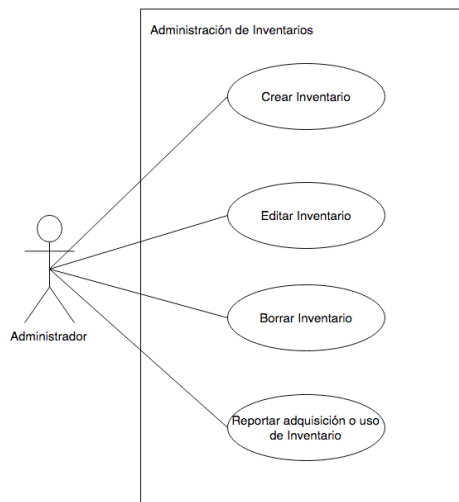 Administración de Inventarios
Crear Inventario
Editar Inventario
Borrar Inventario
Administrador
Reportar adquisición o uso
de Inventario